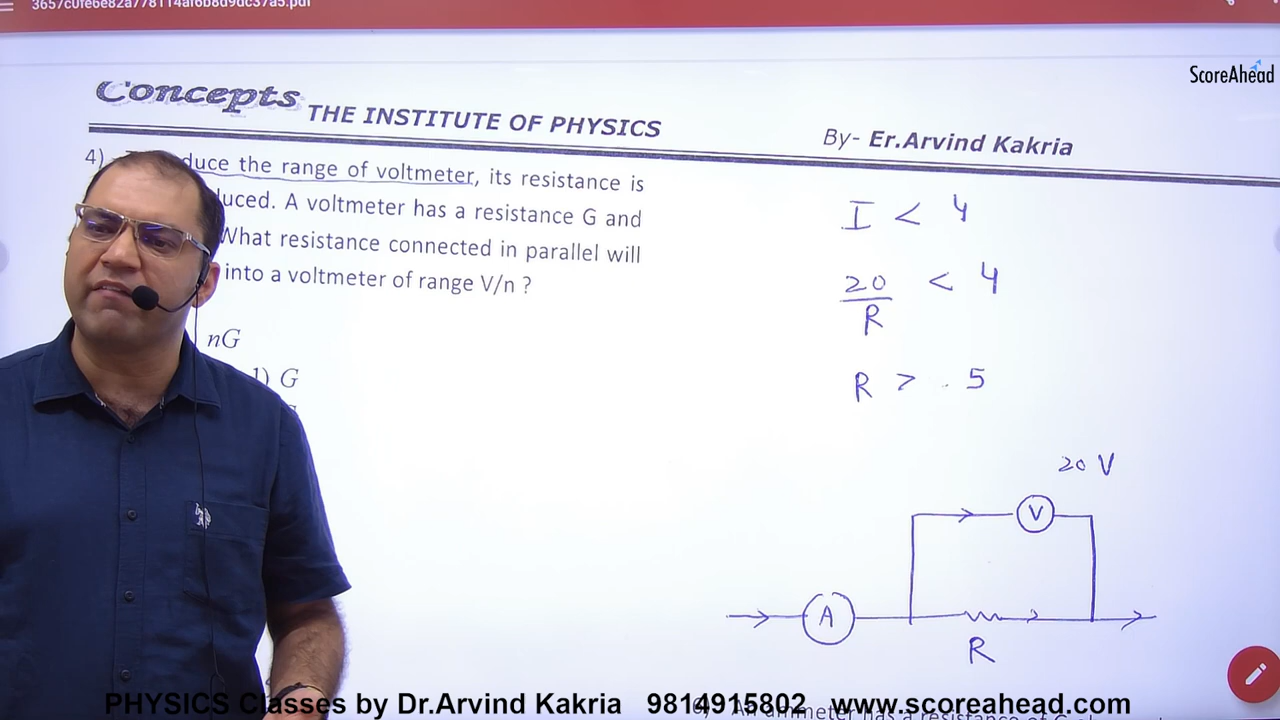 3657c0fe6e82a778114af6b8d9dc37a5.pdf
ScoreAhead
Concepts THE INSTITUTE OF PHYSICS
By- Er.Arvind Kakria
4) duce the range of voltmeter, its resistance is
uced. A voltmeter has a resistance G and
What resistance connected in parallel will
into a voltmeter of range V/n ?
nG
1) G
I < 4
20/R < 4
R > 5
20 V
V
A
R
PHYSICS Classes by Dr.Arvind Kakria 9814915802 www.scoreahead.com